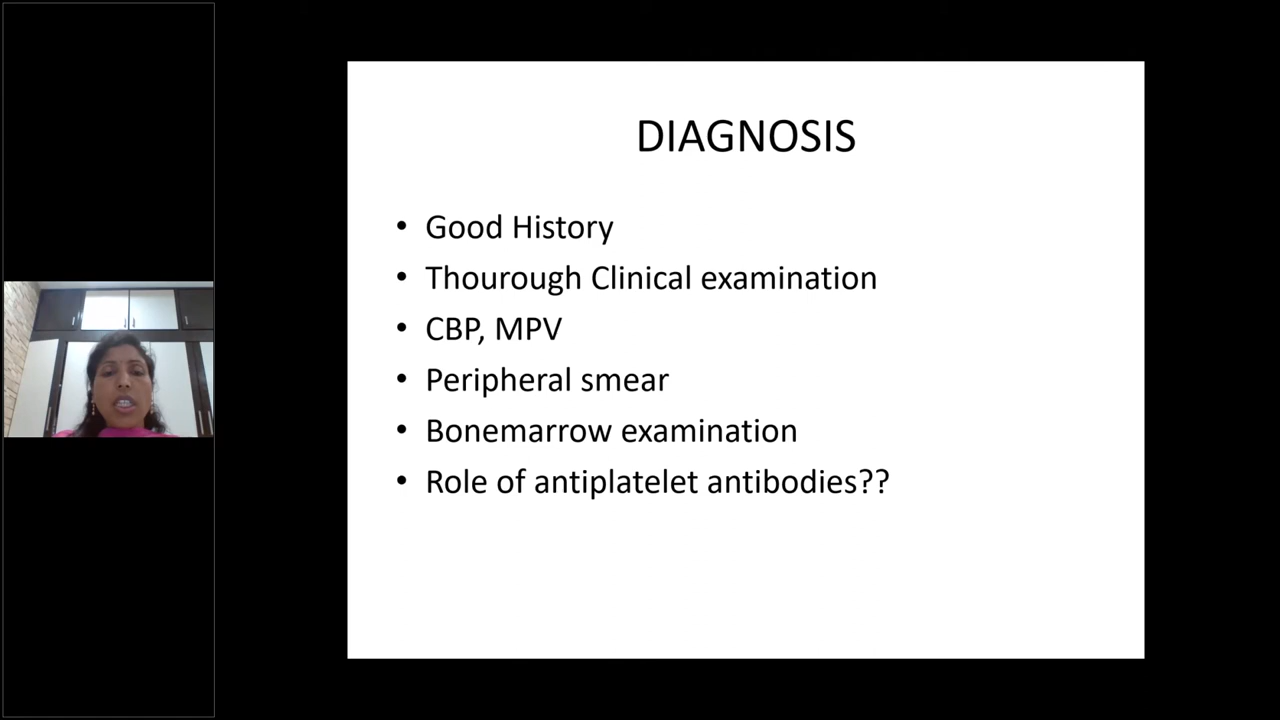 DIAGNOSIS
• Good History
• Thourough Clinical examination
• CBP, MPV
• Peripheral smear
• Bonemarrow examination
• Role of antiplatelet antibodies??